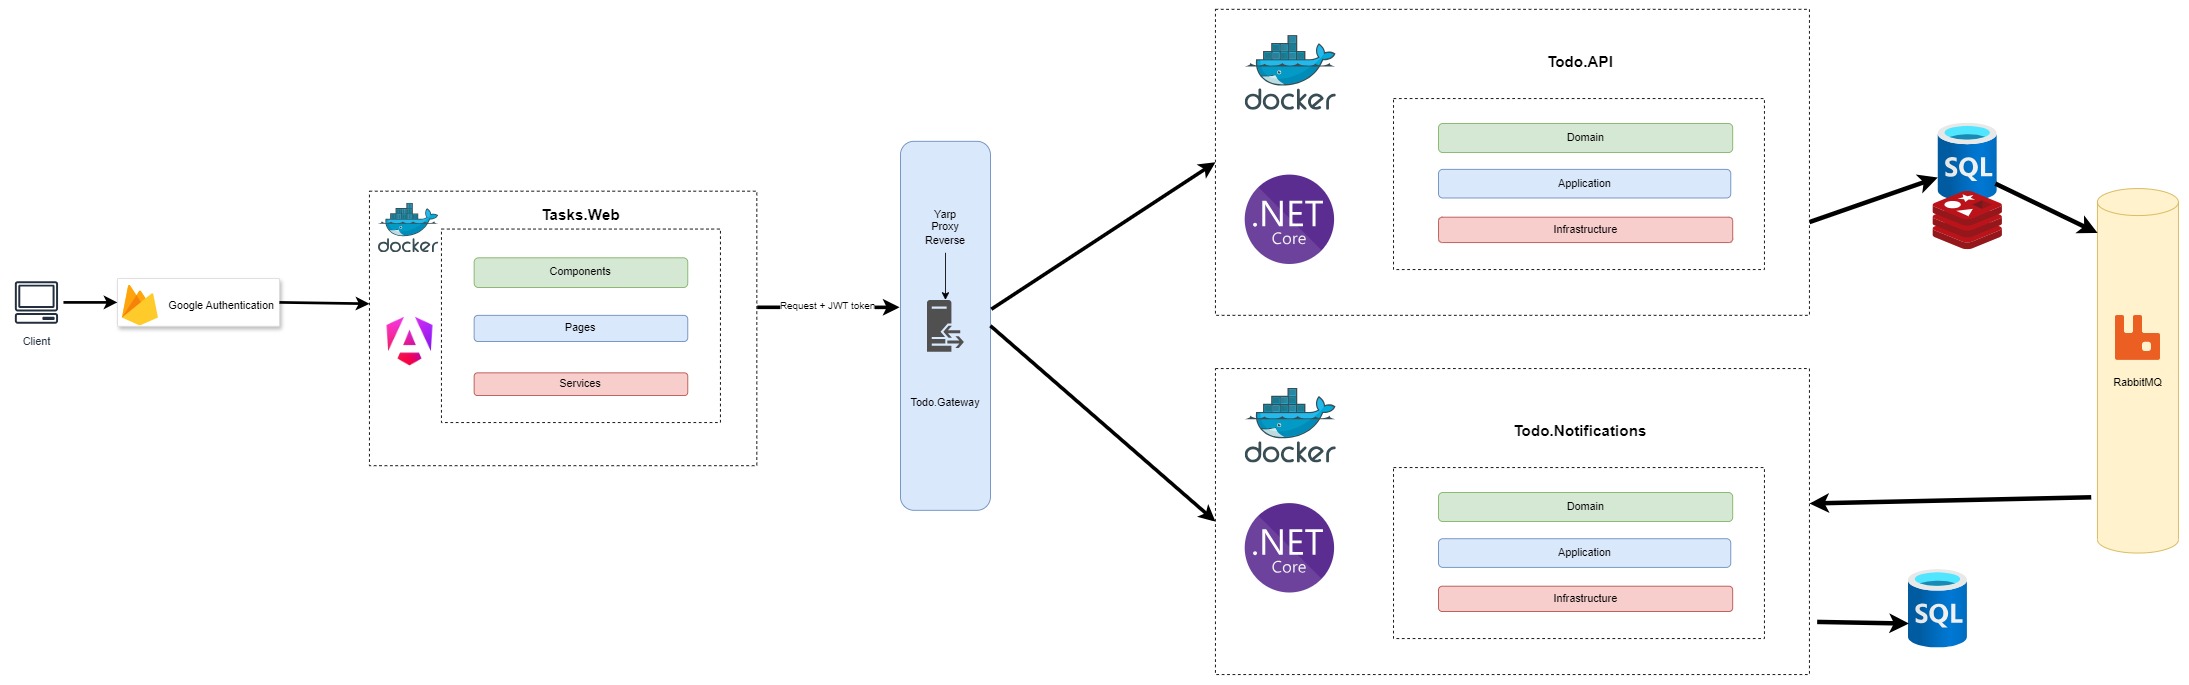 Client
Google Authentication
Tasks.Web
docker
Components
Pages
Services
Request + JWT token
Yarp
Proxy
Reverse
Todo.Gateway
docker
Todo.API
.NET
Core
Domain
Application
Infrastructure
SQL
RabbitMQ
docker
Todo.Notifications
.NET
Core
Domain
Application
Infrastructure
SQL